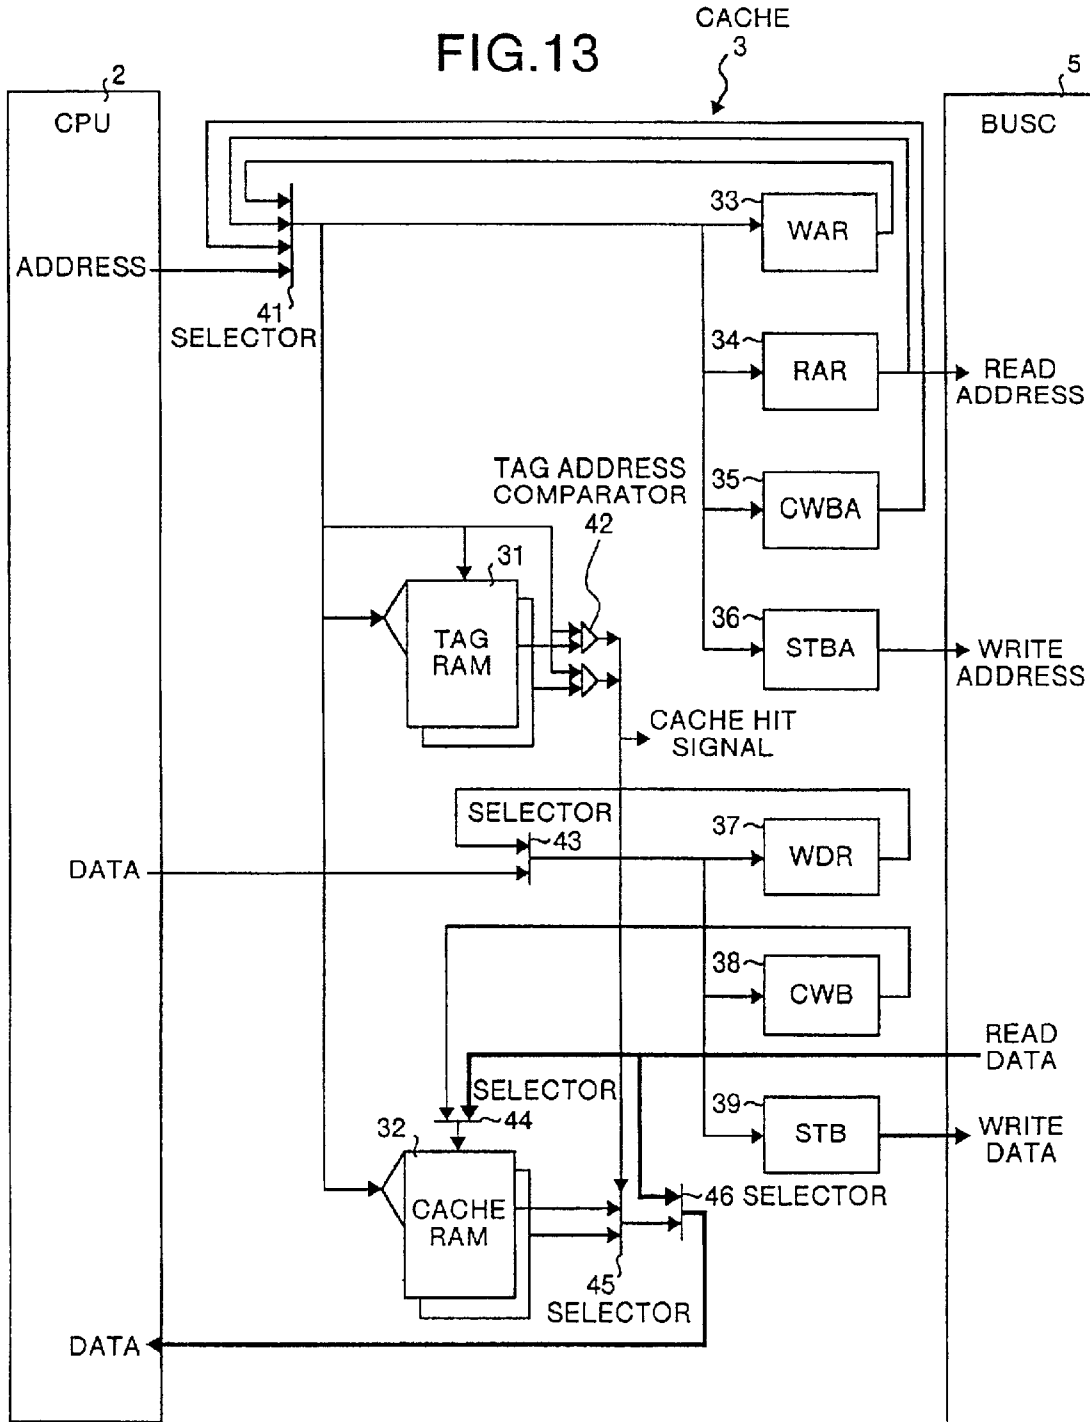 FIG.13
CACHE
3
2
CPU
5
BUSC
33
WAR
ADDRESS
41
SELECTOR
34
RAR
READ
ADDRESS
TAG ADDRESS
COMPARATOR
42
35
CWBA
31
TAG
RAM
36
STBA
WRITE
ADDRESS
CACHE HIT
SIGNAL
SELECTOR
43
37
WDR
DATA
38
CWB
READ
DATA
SELECTOR
44
39
STB
WRITE
DATA
32
CACHE
RAM
46 SELECTOR
45
SELECTOR
DATA